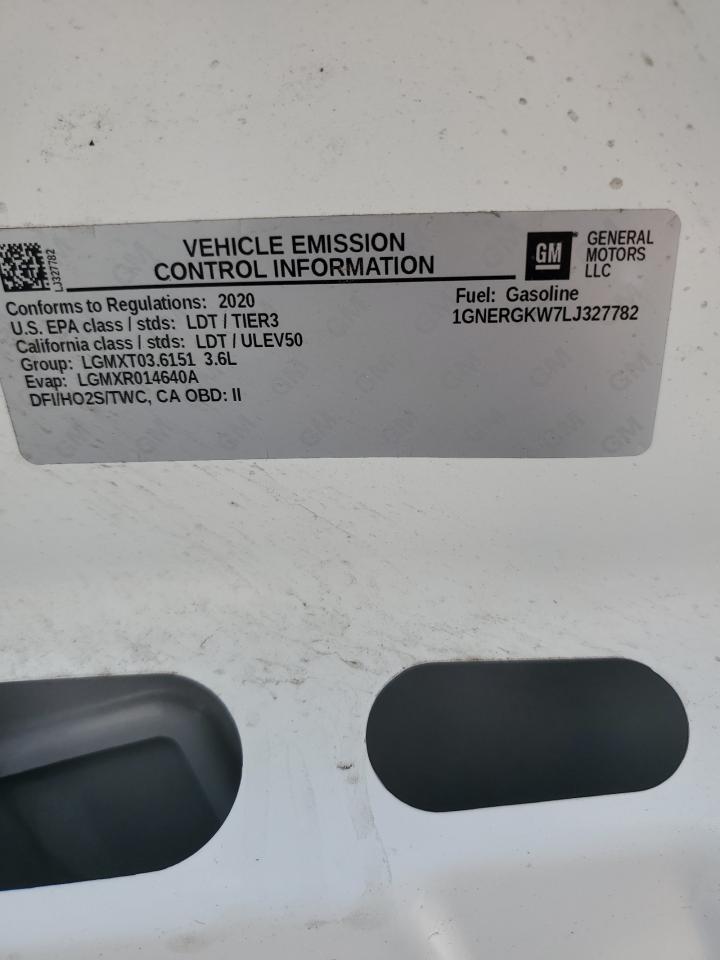 LJ327782
VEHICLE EMISSION
CONTROL INFORMATION
GM
GENERAL
MOTORS
LLC
Conforms to Regulations: 2020
U.S. EPA class / stds: LDT / TIER3
California class / stds: LDT / ULEV50
Group: LGMXT03.6151 3.6L
Evap: LGMXR014640A
DFI/HO2S/TWC, CA OBD: II
Fuel: Gasoline
1GNERGKW7LJ327782